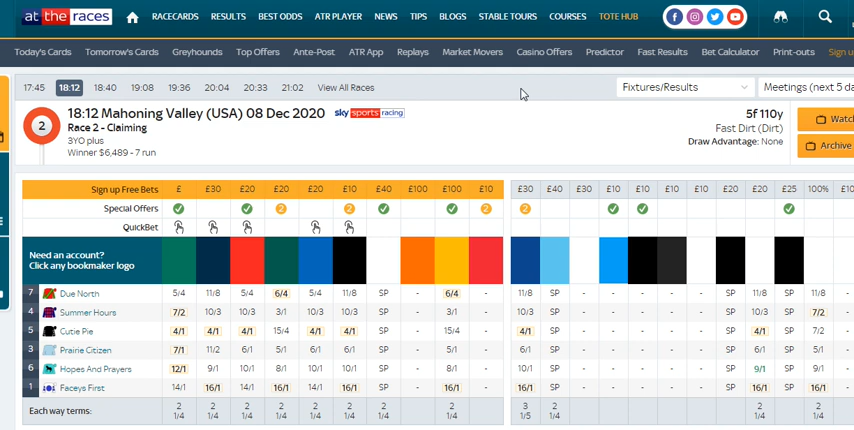 at the races RACECARDS RESULTS BEST ODDS ATR PLAYER NEWS TIPS BLOGS STABLE TOURS COURSES TOTE HUB
Today's Cards Tomorrow's Cards Greyhounds Top Offers Ante-Post ATR App Replays Market Movers Casino Offers Predictor Fast Results Bet Calculator Print-outs Sign u
17:45 18:12 18:40 19:08 19:36 20:04 20:33 21:02 View All Races Fixtures/Results Meetings (next 5 da
2 18:12 Mahoning Valley (USA) 08 Dec 2020 sky sports racing 5f 110y Watch
Race 2 - Claiming Fast Dirt (Dirt)
3YO plus Draw Advantage: None Archive
Winner $6,489 - 7 run
Sign up Free Bets £ £30 £20 £20 £20 £10 £40 £100 £100 £10 £30 £40 £30 £10 £10 £10 £10 £20 £20 £25 100% £10
Special Offers 2 2 2 2
QuickBet
Need an account?
Click any bookmaker logo
7 Due North 5/4 11/8 5/4 6/4 5/4 11/8 SP - 6/4 - 11/8 SP - - - - - SP 11/8 SP 11/8 -
4 Summer Hours 7/2 10/3 10/3 3/1 10/3 10/3 SP - 3/1 - 10/3 SP - - - - - SP 10/3 SP 7/2 -
5 Cutie Pie 4/1 4/1 4/1 15/4 4/1 4/1 SP - 15/4 - 4/1 SP - - - - - SP 4/1 SP 7/2 -
3 Prairie Citizen 7/1 11/2 6/1 5/1 6/1 6/1 SP - 5/1 - 6/1 SP - - - - - SP 6/1 SP 5/1 -
6 Hopes And Prayers 12/1 9/1 10/1 8/1 10/1 10/1 SP - 8/1 - 10/1 SP - - - - - SP 9/1 SP 9/1 -
1 Faceys First 14/1 16/1 14/1 16/1 14/1 16/1 SP - 16/1 - 16/1 SP - - - - - SP 16/1 SP 16/1 -
Each way terms: 2 2 2 2 2 2 2 3 2 2 2
1/4 1/4 1/4 1/4 1/4 1/4 1/4 1/5 1/4 1/4 1/4